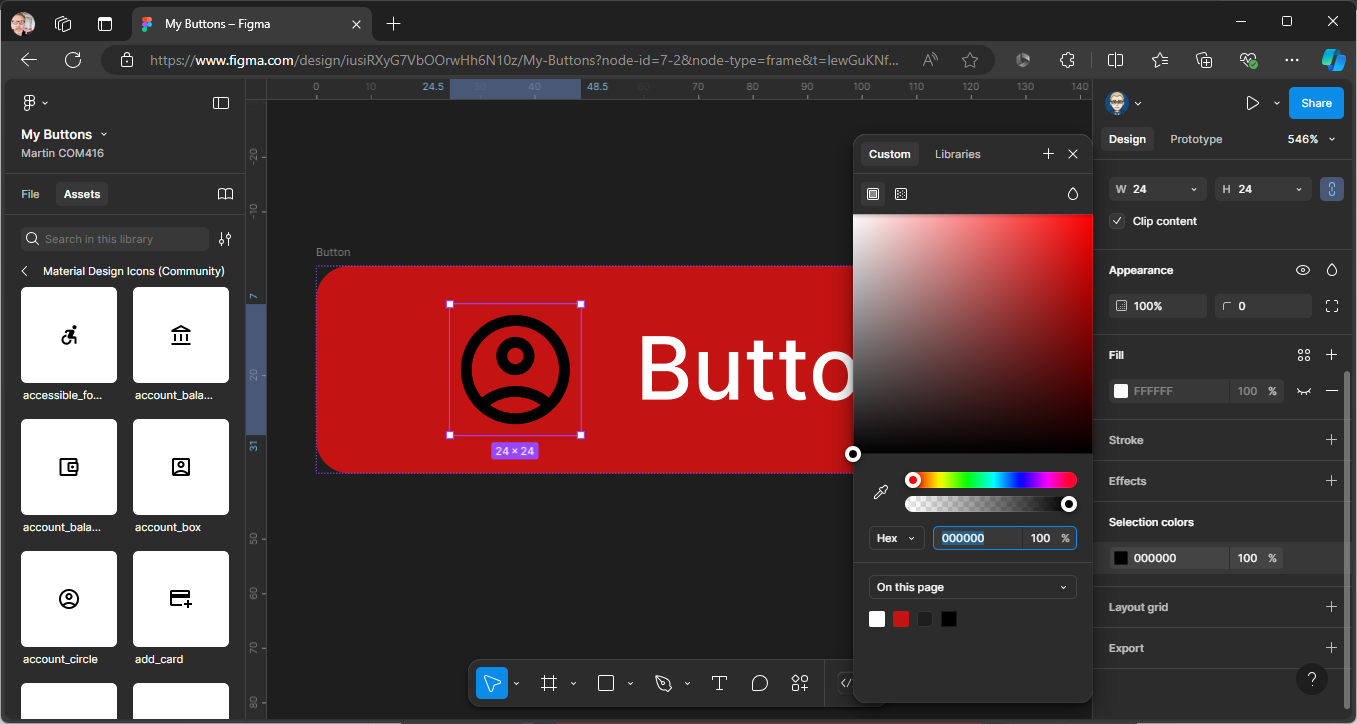 My Buttons – Figma
https://www.figma.com/design/iusiRXyG7VbOOrwHh6N10z/My-Buttons?node-id=7-2&node-type=frame&t=IewGuKNf...
My Buttons
Martin COM416
File
Assets
Search in this library
Material Design Icons (Community)
accessible_fo...
account_bala...
account_bala...
account_box
account_circle
add_card
0
10
24.5
30
40
48.5
60
70
80
90
100
110
120
130
140
-20
-10
7
20
31
50
60
70
80
Button
Butto
24 × 24
Custom
Libraries
Hex
000000
100 %
On this page
Share
Design
Prototype
546%
W 24
H 24
Clip content
Appearance
100%
0
Fill
FFFFFF
100 %
Stroke
Effects
Selection colors
000000
100 %
Layout grid
Export
?